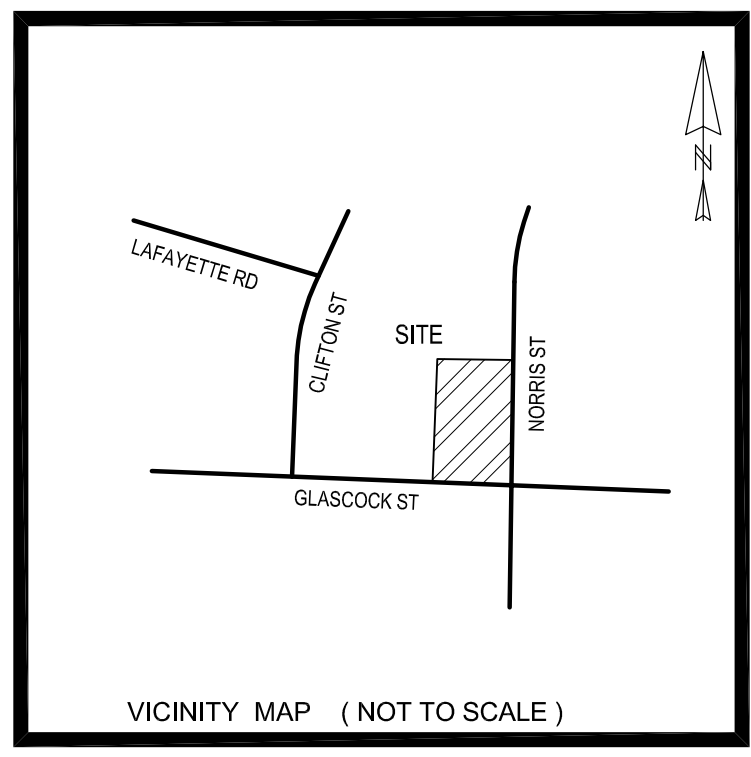 N
LAFAYETTE RD
CLIFTON ST
SITE
NORRIS ST
GLASCOCK ST
VICINITY MAP ( NOT TO SCALE )